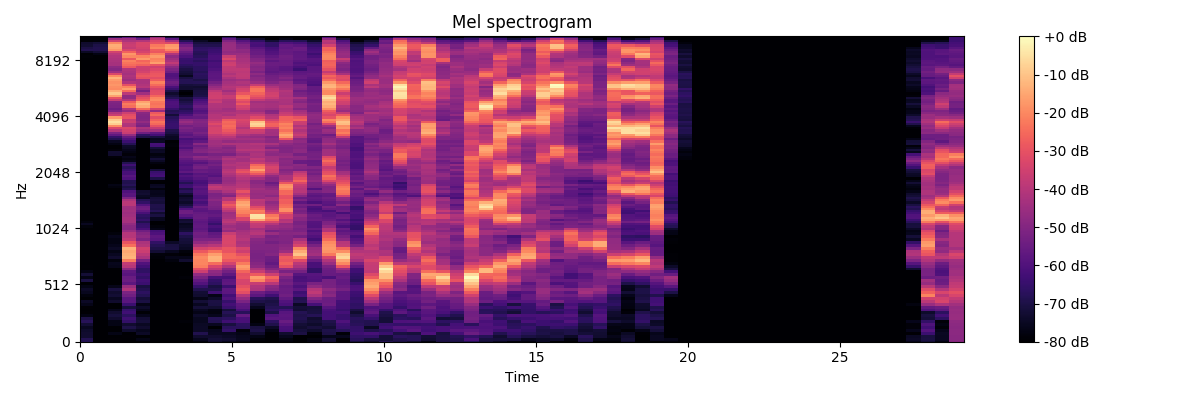 Mel spectrogram
+0 dB
8192
-10 dB
4096
-20 dB
-30 dB
Hz
2048
-40 dB
1024
-50 dB
512
-60 dB
-70 dB
0
-80 dB
0 5 10 15 20 25
Time